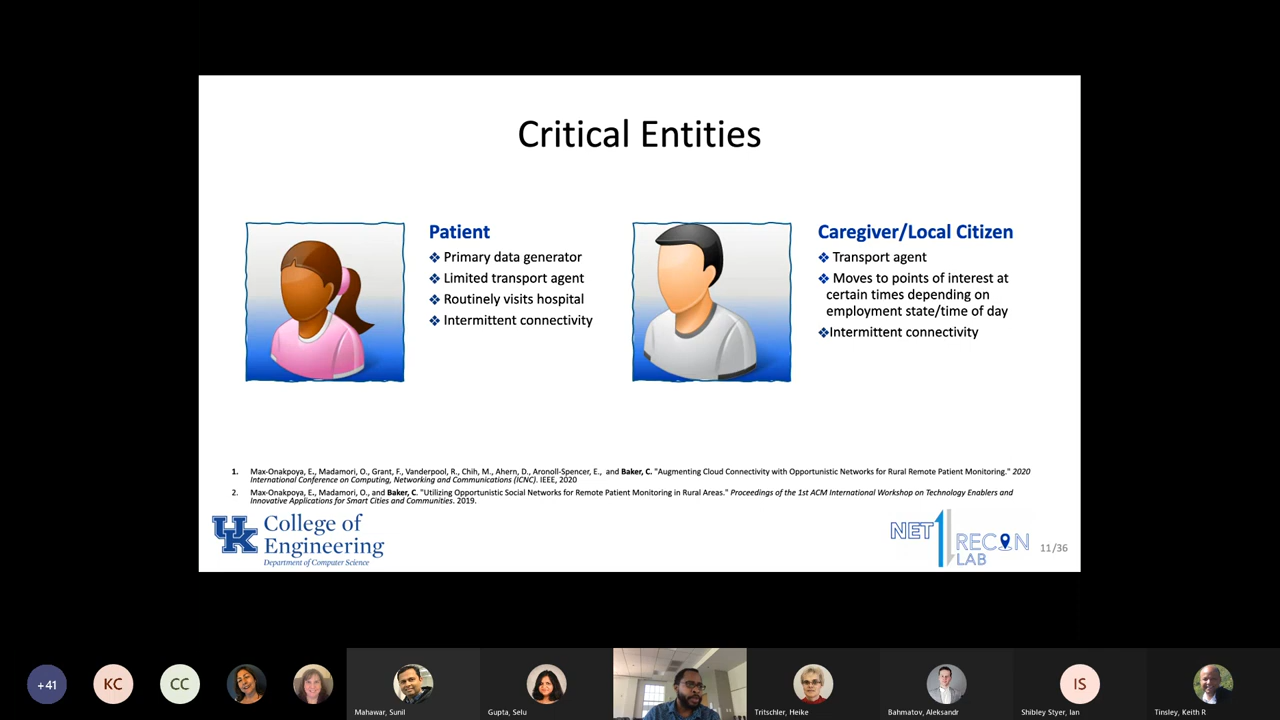 Critical Entities
Patient
❖ Primary data generator
❖ Limited transport agent
❖ Routinely visits hospital
❖ Intermittent connectivity
Caregiver/Local Citizen
❖ Transport agent
❖ Moves to points of interest at
certain times depending on
employment state/time of day
❖Intermittent connectivity
1. Max-Onakpoya, E., Madamori, O., Grant, F., Vanderpool, R., Chih, M., Ahern, D., Aronoll-Spencer, E., and Baker, C. "Augmenting Cloud Connectivity with Opportunistic Networks for Rural Remote Patient Monitoring." 2020
International Conference on Computing, Networking and Communications (ICNC). IEEE, 2020
2. Max-Onakpoya, E., Madamori, O., and Baker, C. "Utilizing Opportunistic Social Networks for Remote Patient Monitoring in Rural Areas." Proceedings of the 1st ACM International Workshop on Technology Enablers and
Innovative Applications for Smart Cities and Communities. 2019.
UK College of
Engineering
Department of Computer Science
NET
RECON
LAB
11/36
+41
KC
CC
Mahawar, Sunil
Gupta, Selu
Tritschler, Heike
Bahmatov, Aleksandr
IS
Shibley Styer, Ian
Tinsley, Keith R